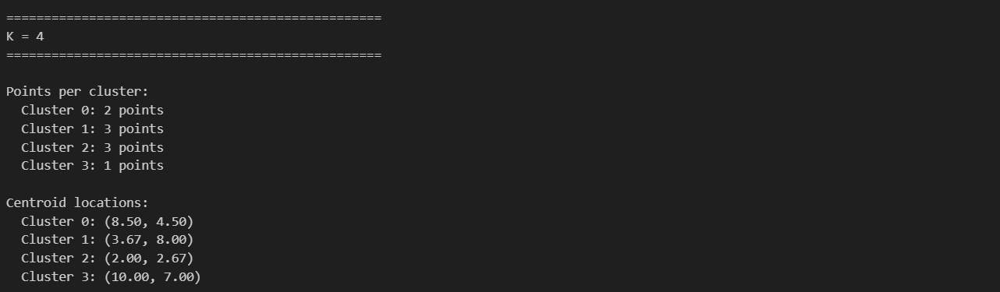 ==================================================
K = 4
==================================================
Points per cluster:
  Cluster 0: 2 points
  Cluster 1: 3 points
  Cluster 2: 3 points
  Cluster 3: 1 points
Centroid locations:
  Cluster 0: (8.50, 4.50)
  Cluster 1: (3.67, 8.00)
  Cluster 2: (2.00, 2.67)
  Cluster 3: (10.00, 7.00)